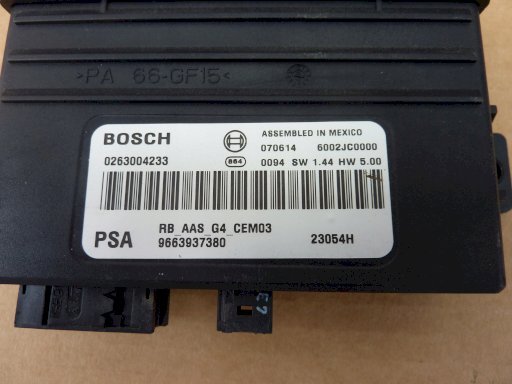 >PA 66-GF15<
BOSCH
ASSEMBLED IN MEXICO
070614 6002JC0000
0263004233
864 0094 SW 1.44 HW 5.00
PSA
RB_AAS_G4_CEM03
9663937380
23054H